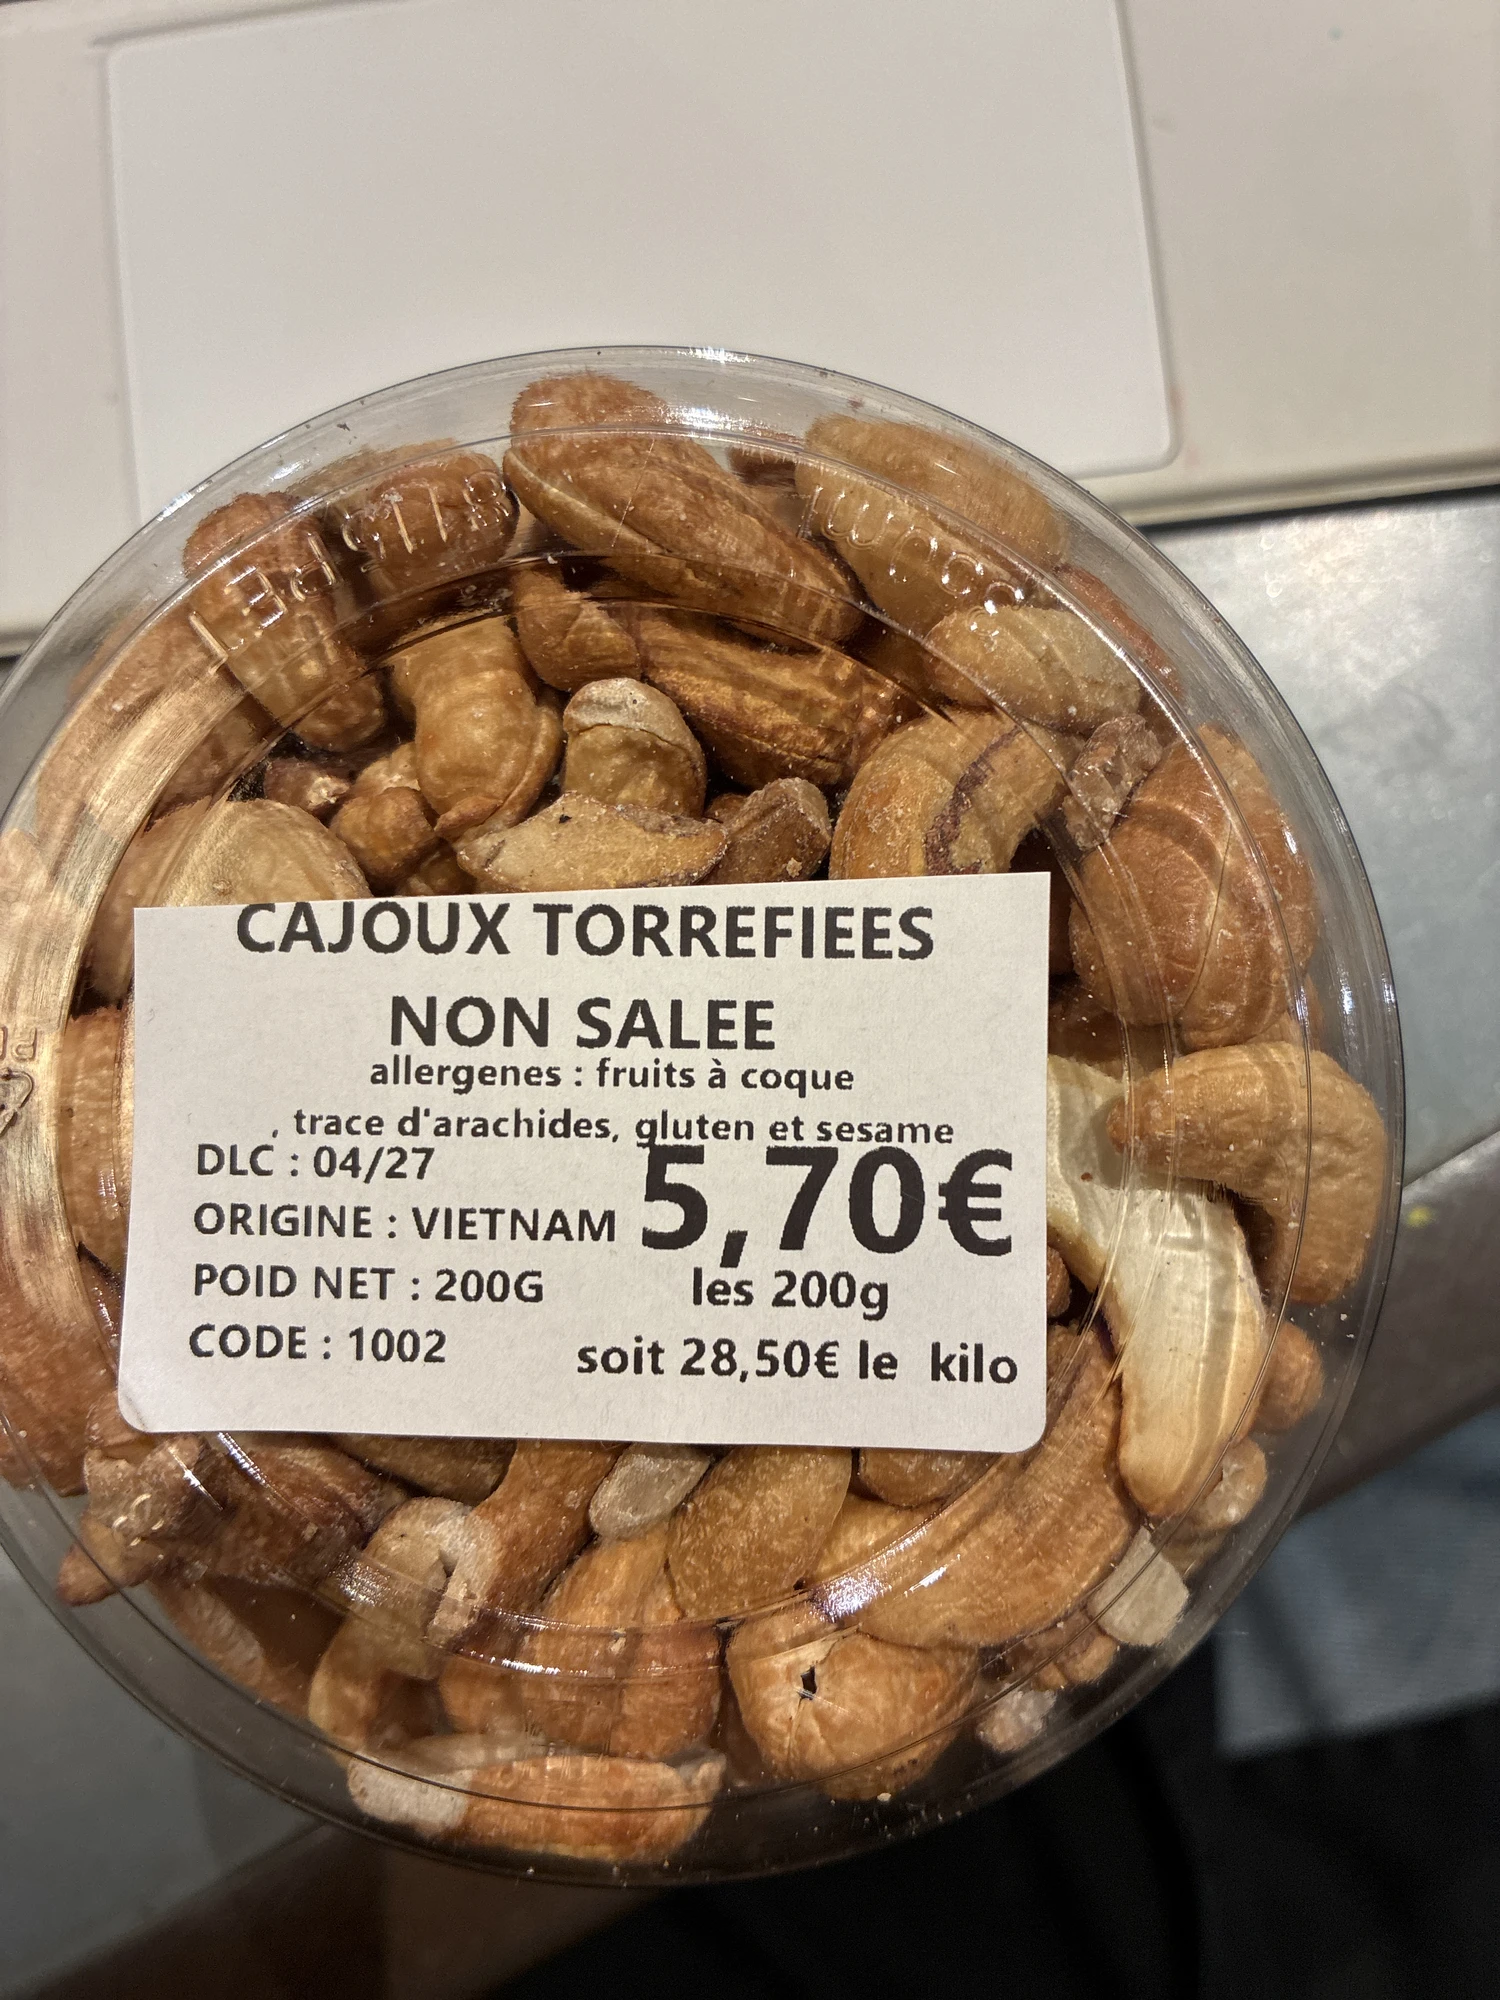 CAJOUX TORREFIEES
NON SALEE
allergenes : fruits à coque
, trace d'arachides, gluten et sesame
DLC : 04/27
5,70€
ORIGINE : VIETNAM
POID NET : 200G
les 200g
CODE : 1002
soit 28,50€ le kilo